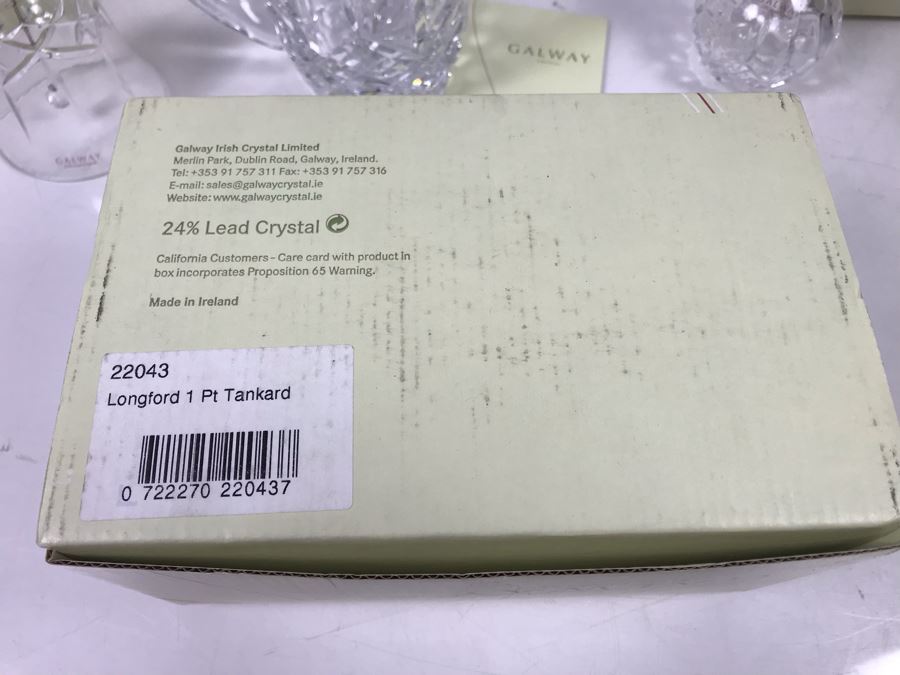 GALWAY
GALWAY
Galway Irish Crystal Limited
Merlin Park, Dublin Road, Galway, Ireland.
Tel: +353 91 757 311 Fax: +353 91 757 316
E-mail: sales@galwaycrystal.ie
Website: www.galwaycrystal.ie
24% Lead Crystal
California Customers – Care card with product in
box incorporates Proposition 65 Warning.
Made in Ireland
22043
Longford 1 Pt Tankard
0 722270 220437